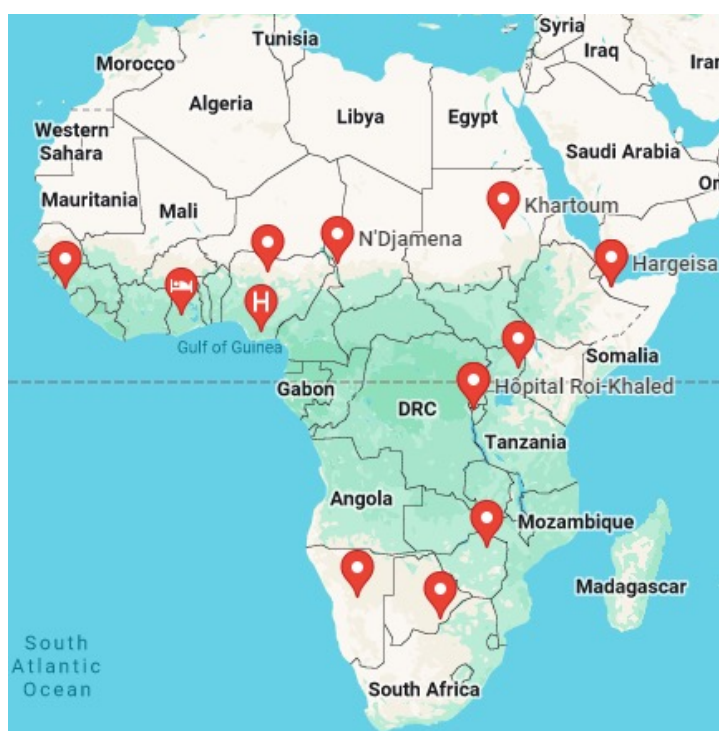 Tunisia
Syria
Iraq
Iran
Morocco
Algeria
Libya
Egypt
Western
Sahara
Saudi Arabia
Mauritania
Mali
Khartoum
N'Djamena
Hargeisa
H
Gulf of Guinea
Somalia
Gabon
Hôpital Roi-Khaled
DRC
Tanzania
Angola
Mozambique
Madagascar
South
Atlantic
Ocean
South Africa